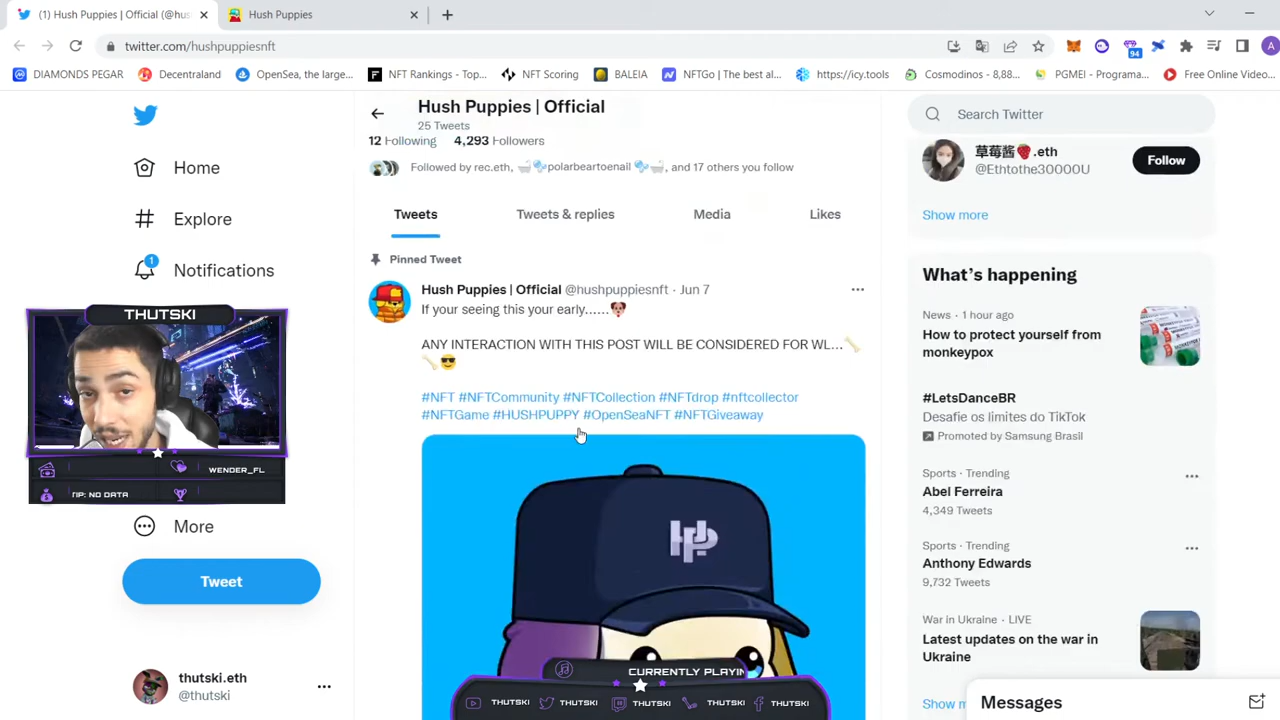 (1) Hush Puppies | Official (@hus
Hush Puppies
twitter.com/hushpuppiesnft
94
A
DIAMONDS PEGAR
Decentraland
OpenSea, the large...
NFT Rankings - Top...
NFT Scoring
BALEIA
NFTGo | The best al...
https://icy.tools
Cosmodinos - 8,88...
PGMEI - Programa...
Free Online Video...
Home
Explore
1
Notifications
THUTSKI
WENDER_FL
TIP: NO DATA
More
Tweet
thutski.eth
@thutski
Hush Puppies | Official
25 Tweets
12 Following 4,293 Followers
Followed by rec.eth, 🛁🫧polarbeartoenail 🫧🛁, and 17 others you follow
Tweets
Tweets & replies
Media
Likes
Pinned Tweet
Hush Puppies | Official @hushpuppiesnft · Jun 7
If your seeing this your early......🐶
ANY INTERACTION WITH THIS POST WILL BE CONSIDERED FOR WL...🦴
🦴😎
#NFT #NFTCommunity #NFTCollection #NFTdrop #nftcollector
#NFTGame #HUSHPUPPY #OpenSeaNFT #NFTGiveaway
HP
CURRENTLY PLAYIN
THUTSKI
THUTSKI
THUTSKI
THUTSKI
THUTSKI
Search Twitter
草莓酱🍓.eth
@Ethtothe30000U
Follow
Show more
What's happening
News · 1 hour ago
How to protect yourself from
monkeypox
#LetsDanceBR
Desafie os limites do TikTok
Promoted by Samsung Brasil
Sports · Trending
Abel Ferreira
4,349 Tweets
Sports · Trending
Anthony Edwards
9,732 Tweets
War in Ukraine · LIVE
Latest updates on the war in
Ukraine
Show m
Messages